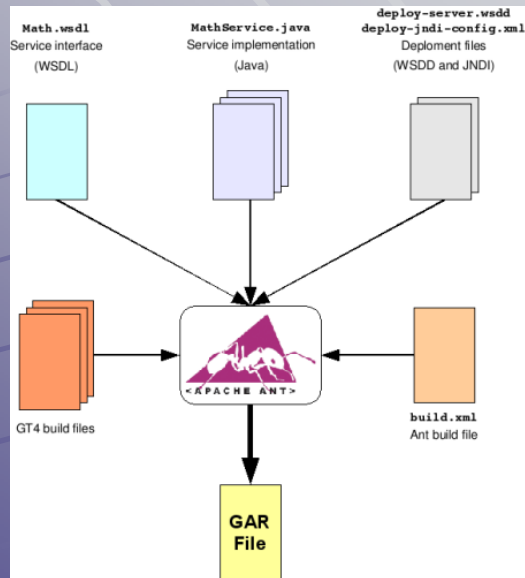 Math.wsdl
Service interface
(WSDL)
MathService.java
Service implementation
(Java)
deploy-server.wsdd
deploy-jndi-config.xml
Deploment files
(WSDD and JNDI)
<APACHE ANT>
GT4 build files
build.xml
Ant build file
GAR
File